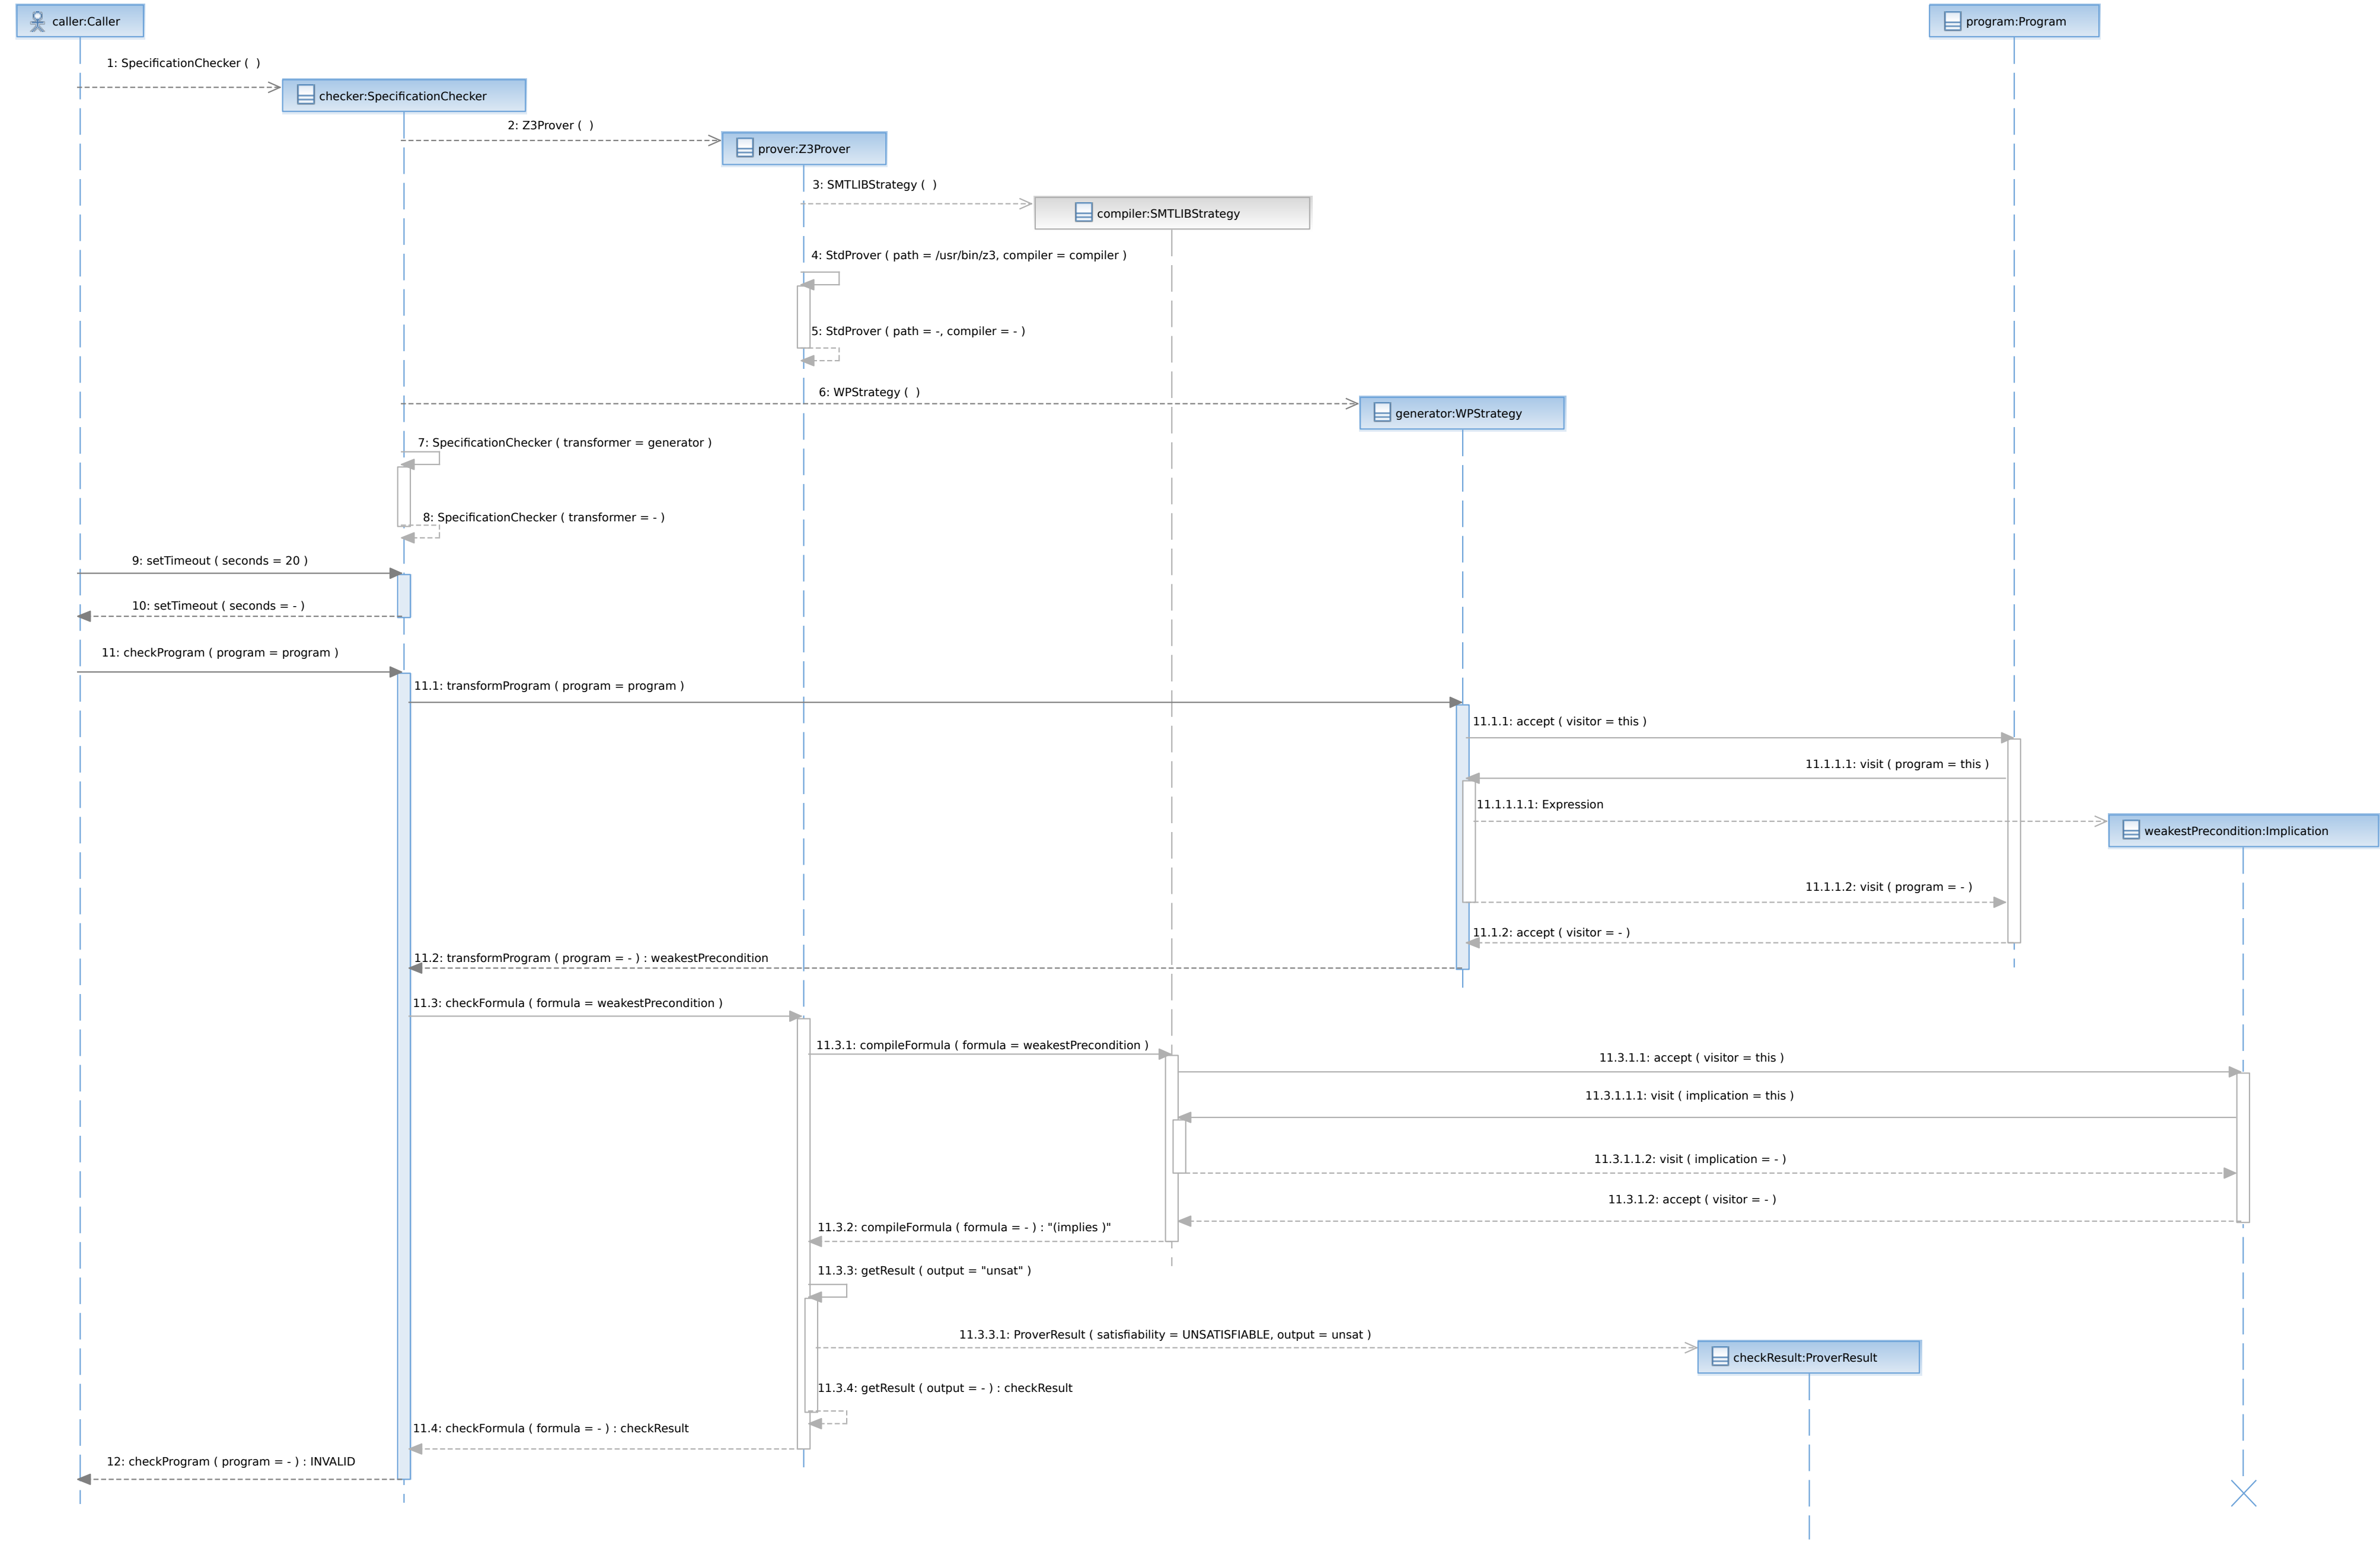 caller:Caller
program:Program
1: SpecificationChecker (  )
checker:SpecificationChecker
2: Z3Prover (  )
prover:Z3Prover
3: SMTLIBStrategy (  )
compiler:SMTLIBStrategy
4: StdProver ( path = /usr/bin/z3, compiler = compiler )
5: StdProver ( path = -, compiler = - )
6: WPStrategy (  )
generator:WPStrategy
7: SpecificationChecker ( transformer = generator )
8: SpecificationChecker ( transformer = - )
9: setTimeout ( seconds = 20 )
10: setTimeout ( seconds = - )
11: checkProgram ( program = program )
11.1: transformProgram ( program = program )
11.1.1: accept ( visitor = this )
11.1.1.1: visit ( program = this )
11.1.1.1.1: Expression
weakestPrecondition:Implication
11.1.1.2: visit ( program = - )
11.1.2: accept ( visitor = - )
11.2: transformProgram ( program = - ) : weakestPrecondition
11.3: checkFormula ( formula = weakestPrecondition )
11.3.1: compileFormula ( formula = weakestPrecondition )
11.3.1.1: accept ( visitor = this )
11.3.1.1.1: visit ( implication = this )
11.3.1.1.2: visit ( implication = - )
11.3.1.2: accept ( visitor = - )
11.3.2: compileFormula ( formula = - ) : "(implies )"
11.3.3: getResult ( output = "unsat" )
11.3.3.1: ProverResult ( satisfiability = UNSATISFIABLE, output = unsat )
checkResult:ProverResult
11.3.4: getResult ( output = - ) : checkResult
11.4: checkFormula ( formula = - ) : checkResult
12: checkProgram ( program = - ) : INVALID